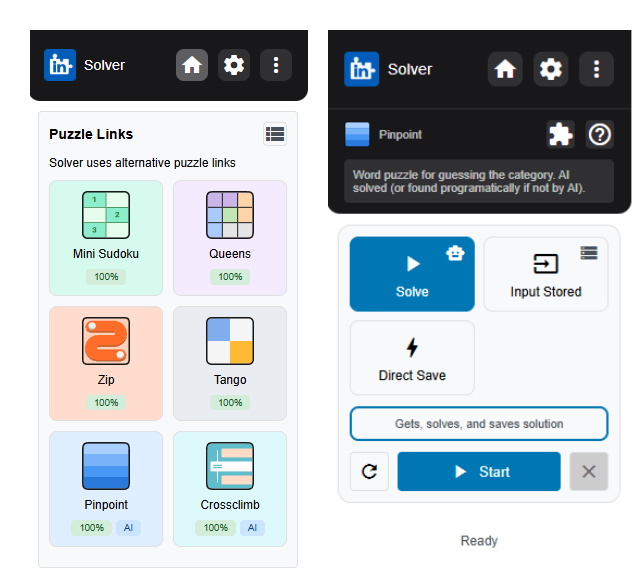 in
Solver
Puzzle Links
Solver uses alternative puzzle links
1
2
3
Mini Sudoku
100%
Queens
100%
Zip
100%
Tango
100%
Pinpoint
100% AI
Crossclimb
100% AI
in
Solver
Pinpoint
Word puzzle for guessing the category. AI
solved (or found programatically if not by AI).
Solve
Input Stored
Direct Save
Gets, solves, and saves solution
Start
Ready